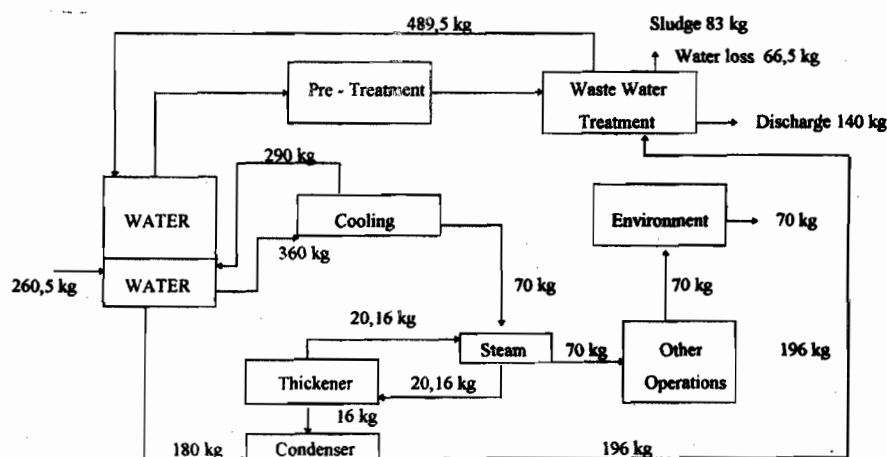 489,5 kg
Sludge 83 kg
Water loss 66,5 kg
Pre - Treatment
Waste Water
Treatment
Discharge 140 kg
290 kg
WATER
Cooling
Environment
70 kg
360 kg
WATER
260,5 kg
70 kg
70 kg
20,16 kg
Steam
70 kg
Other
Operations
196 kg
Thickener
20,16 kg
16 kg
180 kg
Condenser
196 kg